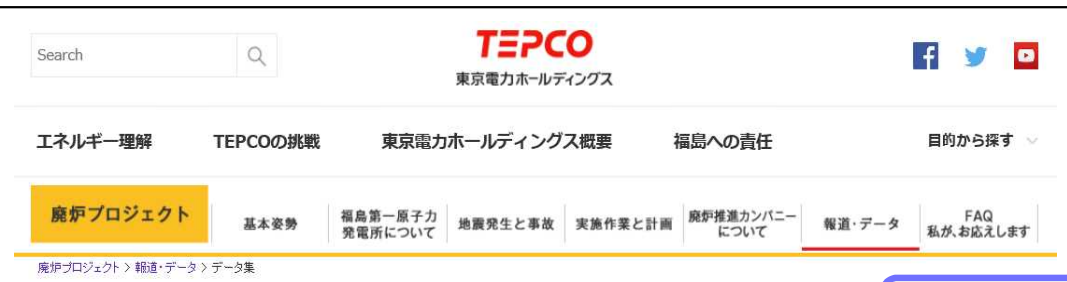 Search
TEPCO
東京電力ホールディングス
エネルギー理解
TEPCOの挑戦
東京電力ホールディングス概要
福島への責任
目的から探す
廃炉プロジェクト
基本姿勢
福島第一原子力
発電所について
地震発生と事故
実施作業と計画
廃炉推進カンパニー
について
報道・データ
FAQ
私が、お応えします
廃炉プロジェクト > 報道・データ > データ集